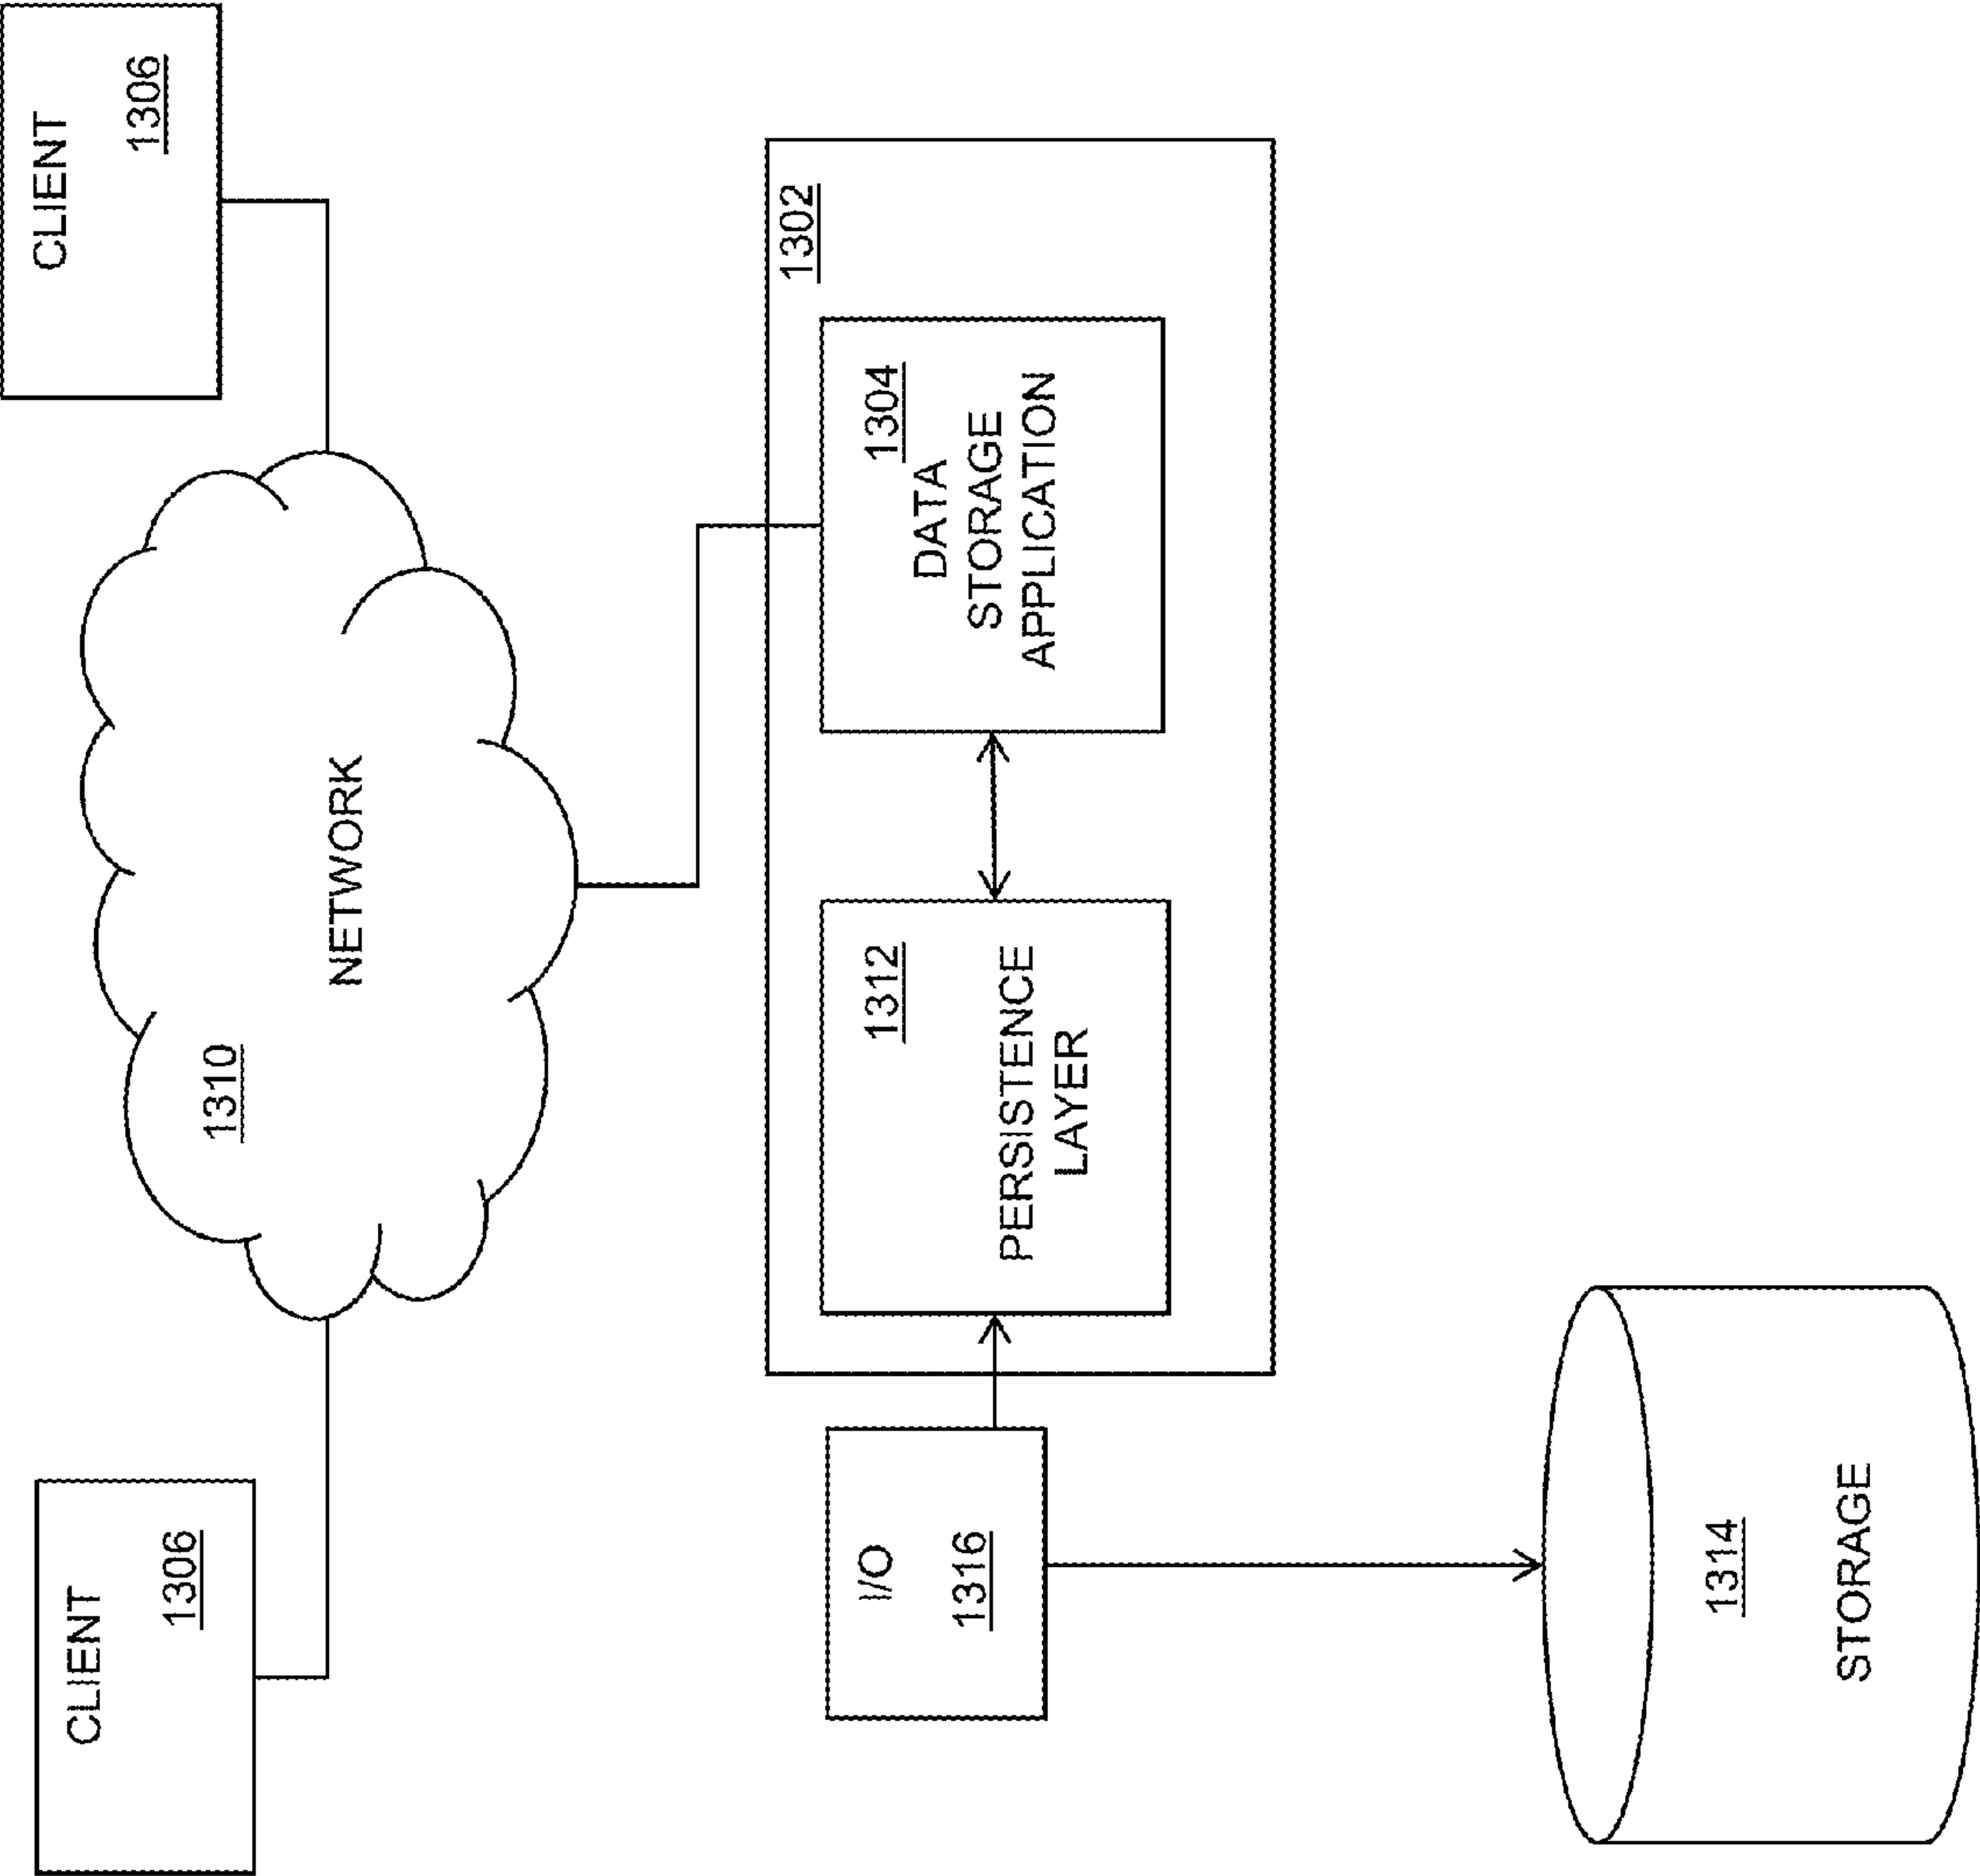 CLIENT
1306
CLIENT
1306
1310
NETWORK
1302
1312
PERSISTENCE
LAYER
1304
DATA
STORAGE
APPLICATION
I/O
1316
1314
STORAGE